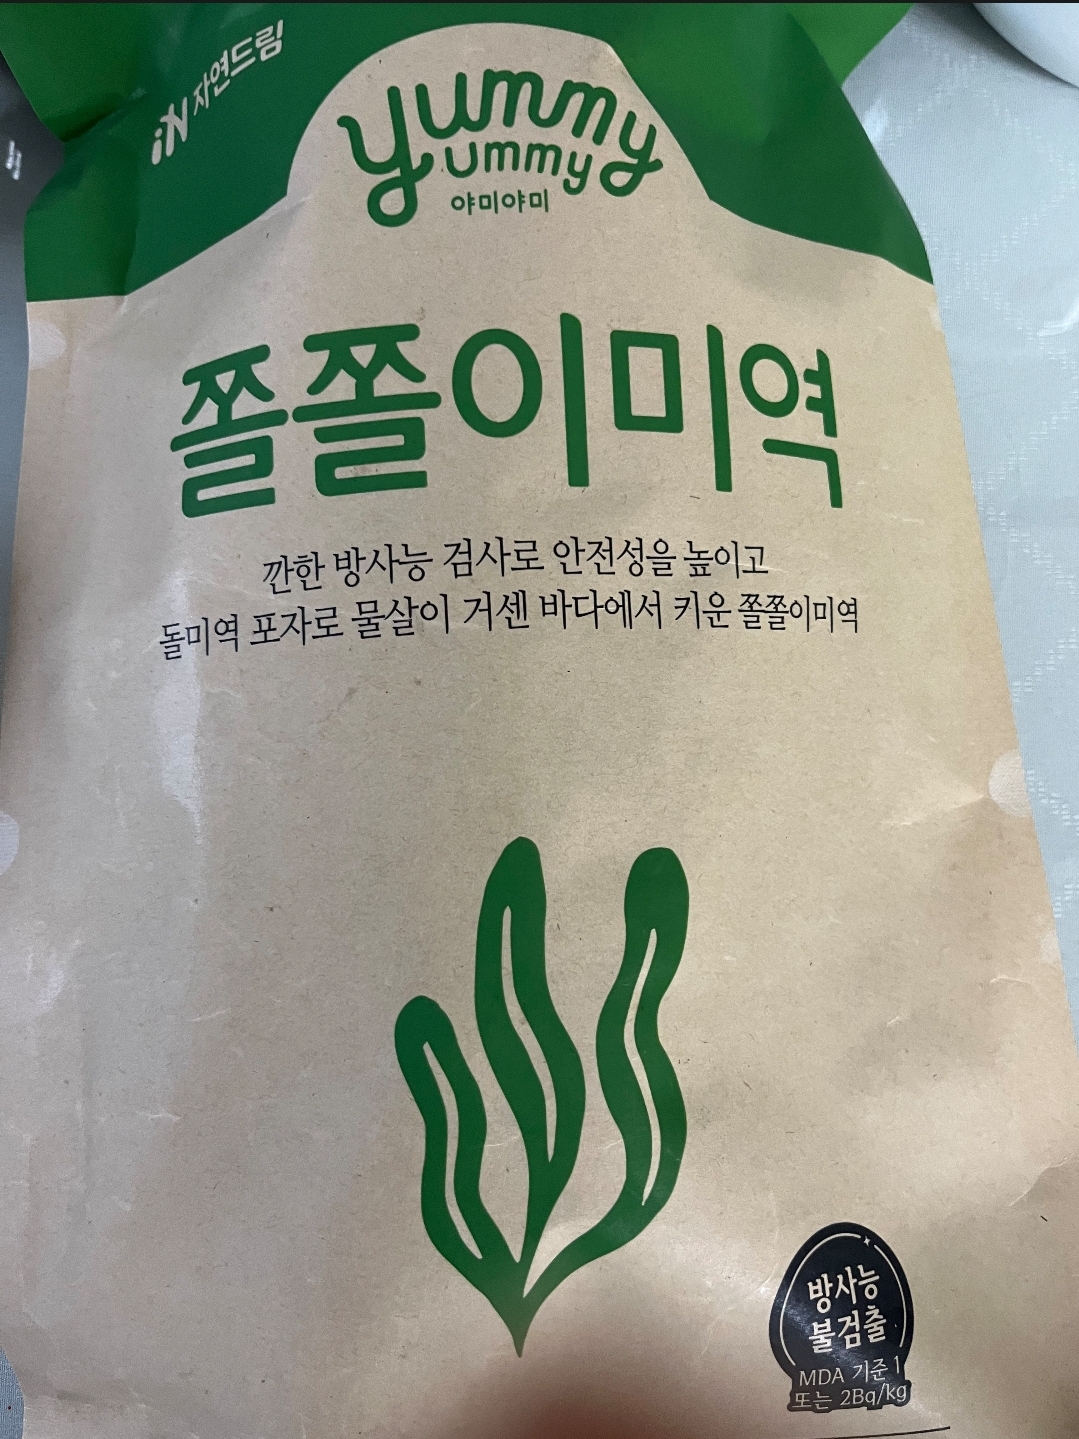 iN 자연드림
yummy
yummy
야미야미
쫄쫄이미역
깐한 방사능 검사로 안전성을 높이고
돌미역 포자로 물살이 거센 바다에서 키운 쫄쫄이미역
방사능
불검출
MDA 기준 1
또는 2Bq/kg